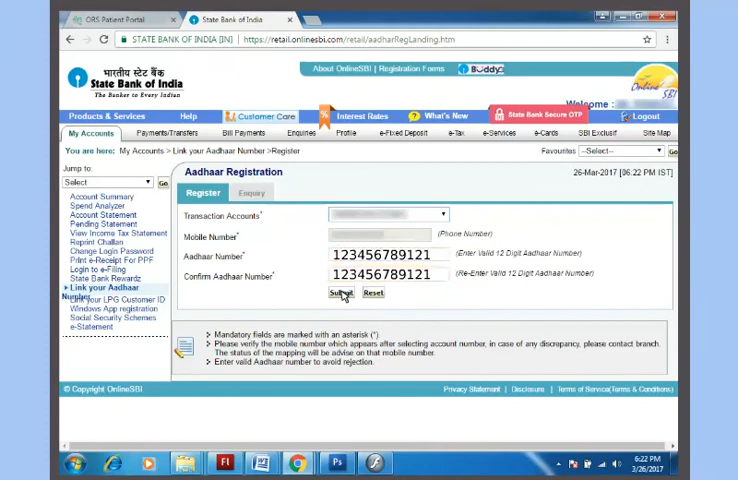 ORS Patient Portal
State Bank of India
STATE BANK OF INDIA [IN] https://retail.onlinesbi.com/retail/aadharRegLanding.htm
भारतीय स्टेट बैंक
State Bank of India
The Banker to Every Indian
About OnlineSBI | Registration Forms
Buddy
Online SBI
Welcome :
Products & Services Help Customer Care % Interest Rates ? What's New State Bank Secure OTP Logout
My Accounts Payments/Transfers Bill Payments Enquiries Profile e-Fixed Deposit e-Tax e-Services e-Cards SBI Exclusif Site Map
You are here: My Accounts > Link your Aadhaar Number >Register
Favourites --Select-- Go
Jump to:
Select Go
Account Summary
Spend Analyzer
Account Statement
Pending Statement
View Income Tax Statement
Reprint Challan
Change Login Password
Print e-Receipt For PPF
Login to e-Filing
State Bank Rewardz
Link your Aadhaar
Number
Link your LPG Customer ID
Windows App registration
Social Security Schemes
e-Statement
Aadhaar Registration 26-Mar-2017 [06:22 PM IST]
Register Enquiry
Transaction Accounts*
Mobile Number* (Phone Number)
Aadhaar Number* 123456789121 (Enter Valid 12 Digit Aadhaar Number)
Confirm Aadhaar Number* 123456789121 (Re-Enter Valid 12 Digit Aadhaar Number)
Submit Reset
Mandatory fields are marked with an asterisk (*).
Please verify the mobile number which appears after selecting account number, in case of any discrepancy, please contact branch.
The status of the mapping will be advise on that mobile number.
Enter valid Aadhaar number to avoid rejection.
© Copyright OnlineSBI Privacy Statement | Disclosure | Terms of Service(Terms & Conditions)
Fl W Ps
6:22 PM
3/26/2017